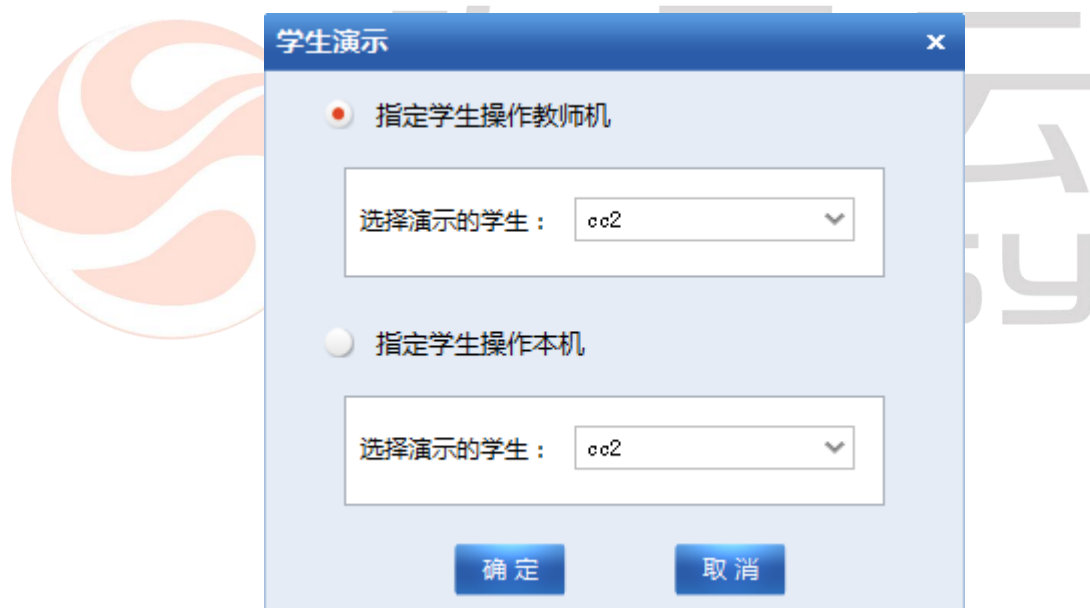 学生演示
指定学生操作教师机
选择演示的学生：
cc2
指定学生操作本机
选择演示的学生：
cc2
确定
取消
sy